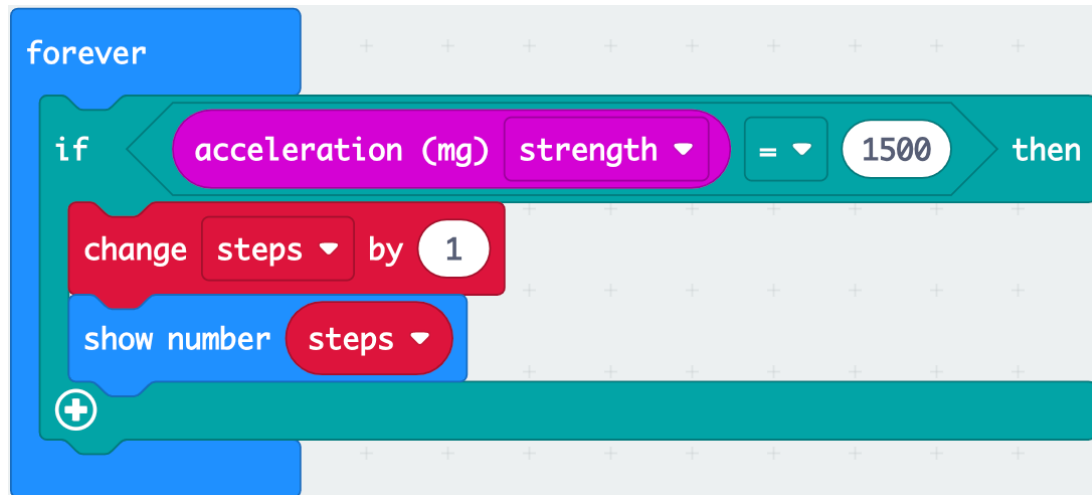 forever
if acceleration (mg) strength = 1500 then
change steps by 1
show number steps